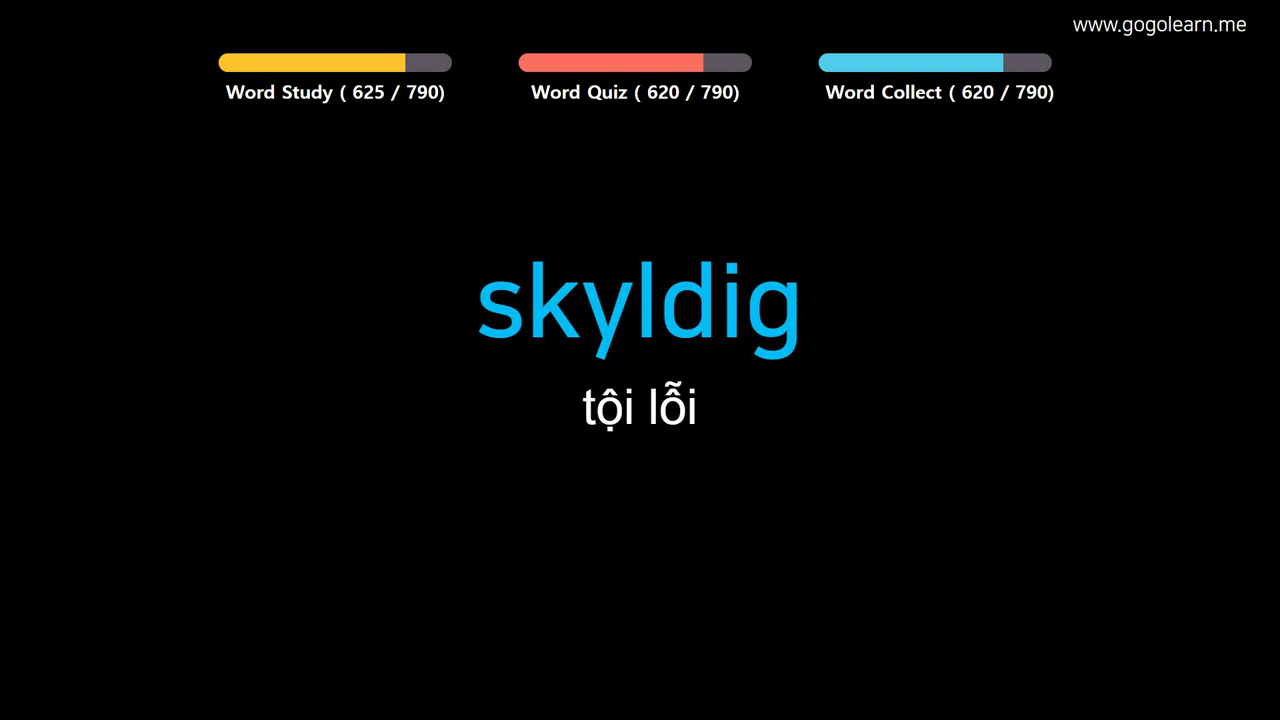 www.gogolearn.me
Word Study ( 625 / 790)
Word Quiz ( 620 / 790)
Word Collect ( 620 / 790)
skyldig
tội lỗi